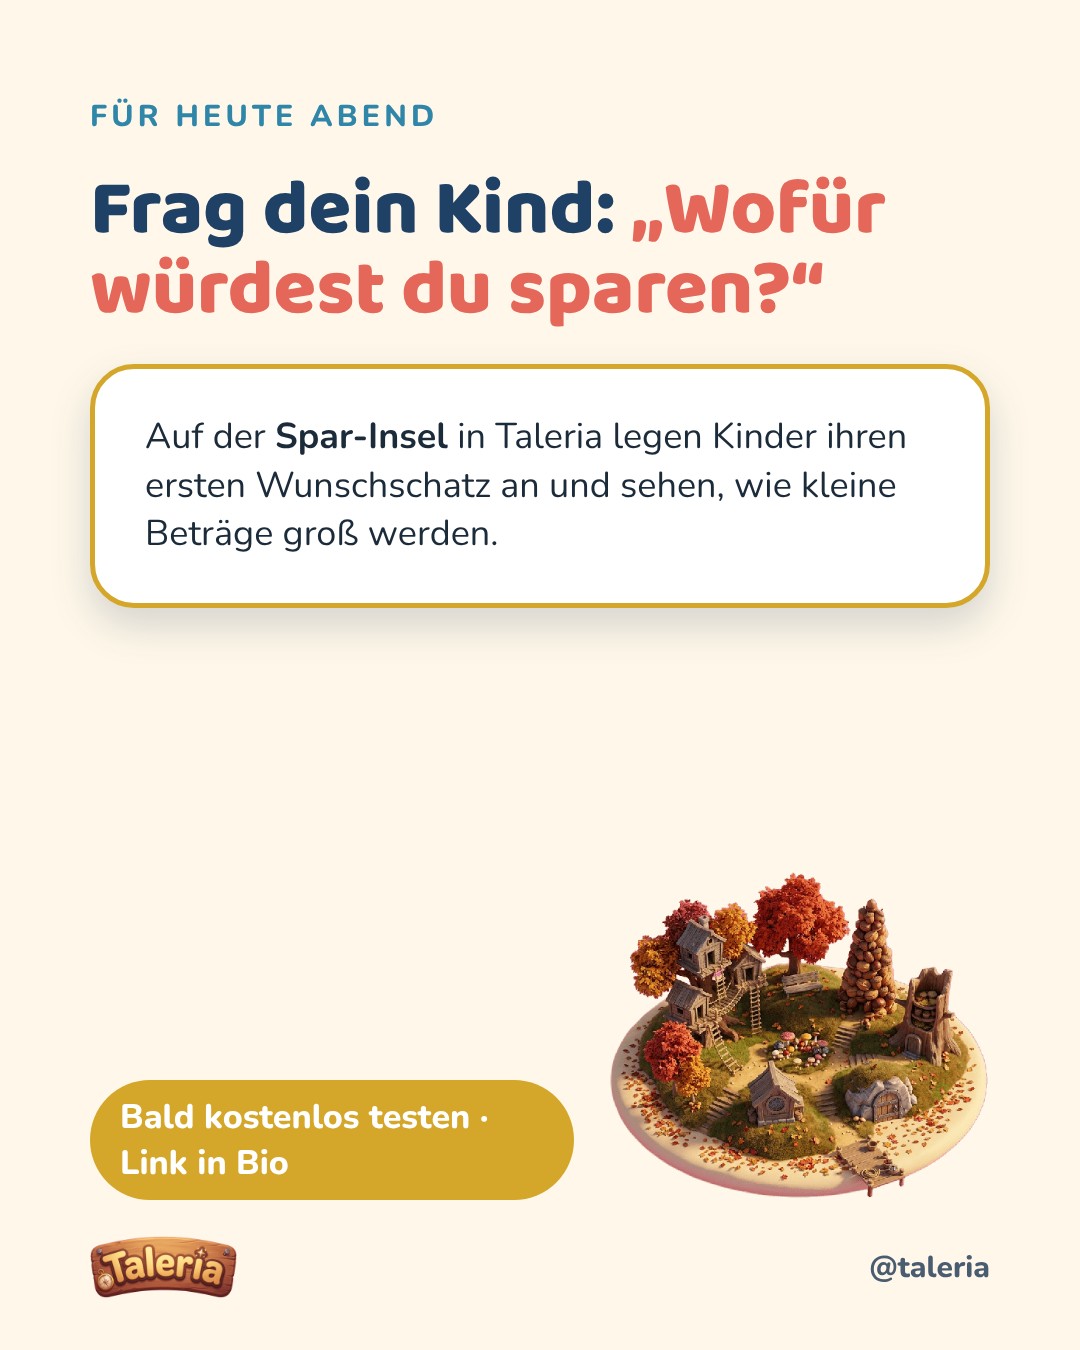 FÜR HEUTE ABEND
Frag dein Kind: „Wofür
würdest du sparen?“
Auf der Spar-Insel in Taleria legen Kinder ihren
ersten Wunschschatz an und sehen, wie kleine
Beträge groß werden.
Bald kostenlos testen ·
Link in Bio
Taleria
@taleria